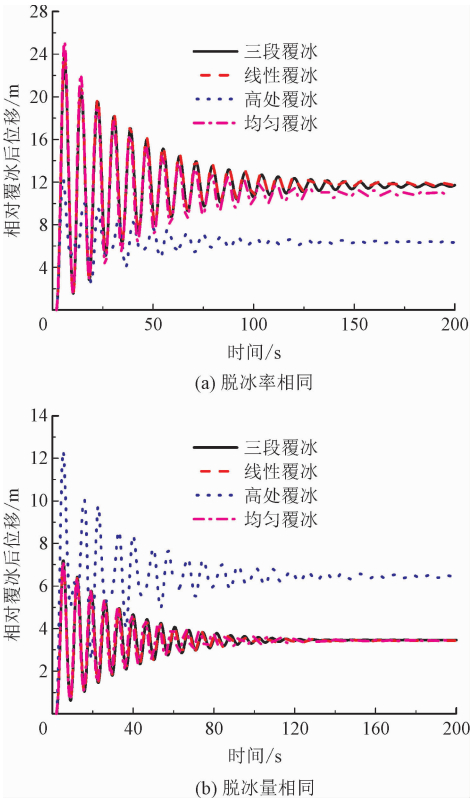 28
24
20
16
12
8
4
0
50
100
150
200
相对覆冰后位移/m
三段覆冰
线性覆冰
高处覆冰
均匀覆冰
时间/s
(a) 脱冰率相同
14
12
10
8
6
4
2
0
40
80
120
160
200
相对覆冰后位移/m
三段覆冰
线性覆冰
高处覆冰
均匀覆冰
时间/s
(b) 脱冰量相同